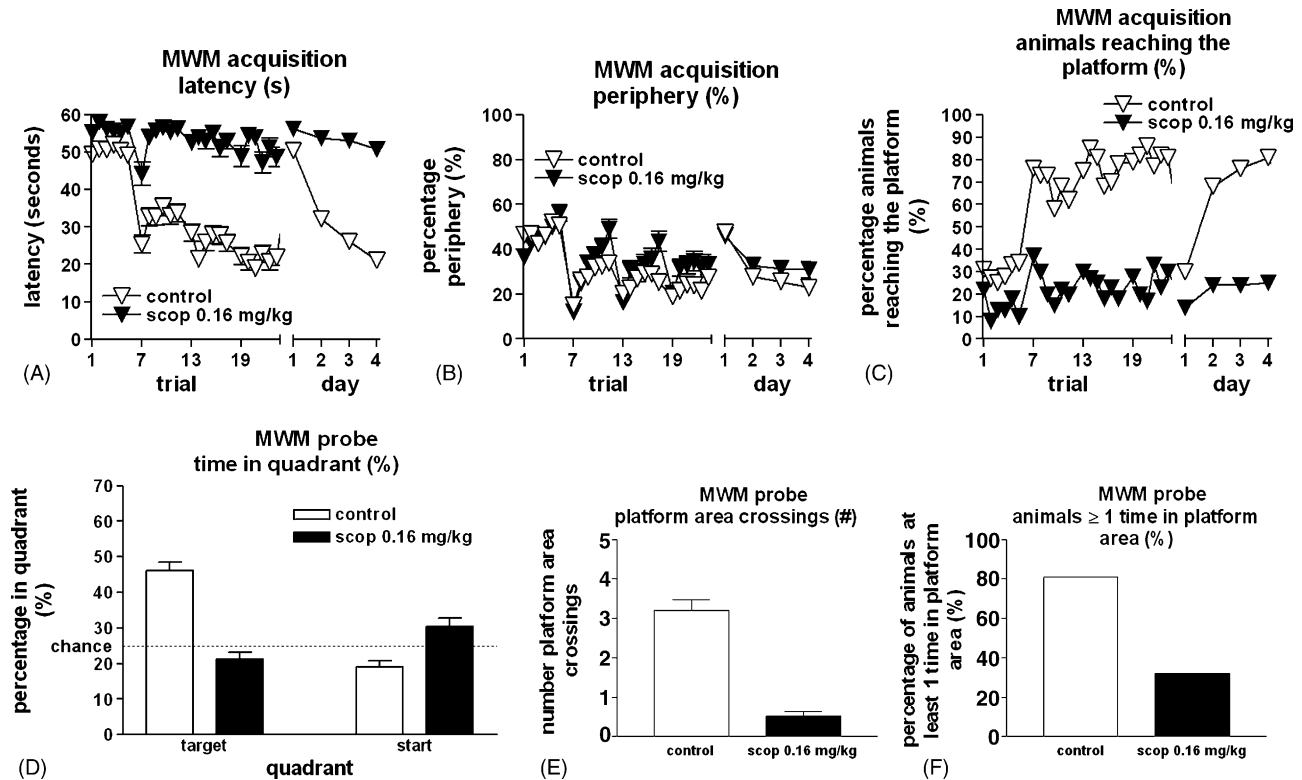 MWM acquisition
latency (s)
latency (seconds)
60
50
40
30
20
10
0
control
scop 0.16 mg/kg
1
7
13
19
1
2
3
4
trial
day
(A)
MWM acquisition
periphery (%)
percentage
periphery (%)
100
80
60
40
20
0
control
scop 0.16 mg/kg
1
7
13
19
1
2
3
4
trial
day
(B)
MWM acquisition
animals reaching the
platform (%)
percentage animals
reaching the platform
(%)
100
90
80
70
60
50
40
30
20
10
0
control
scop 0.16 mg/kg
1
7
13
19
1
2
3
4
trial
day
(C)
MWM probe
time in quadrant (%)
percentage in quadrant
(%)
70
60
50
40
30
chance
20
10
0
control
scop 0.16 mg/kg
target
start
quadrant
(D)
MWM probe
platform area crossings (#)
number platform area
crossings
5
4
3
2
1
0
control
scop 0.16 mg/kg
(E)
MWM probe
animals ≥ 1 time in platform
area (%)
percentage of animals at
least 1 time in platform
area (%)
100
80
60
40
20
0
control
scop 0.16 mg/kg
(F)